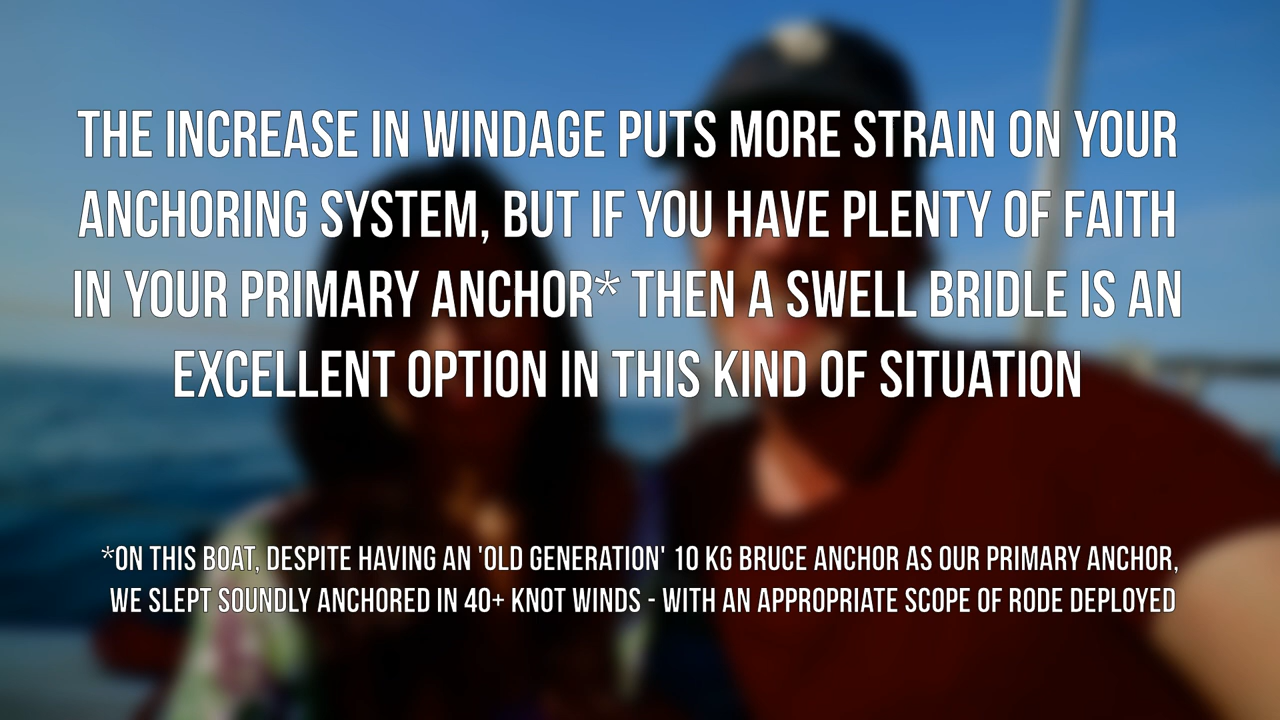 THE INCREASE IN WINDAGE PUTS MORE STRAIN ON YOUR
ANCHORING SYSTEM, BUT IF YOU HAVE PLENTY OF FAITH
IN YOUR PRIMARY ANCHOR* THEN A SWELL BRIDLE IS AN
EXCELLENT OPTION IN THIS KIND OF SITUATION
*ON THIS BOAT, DESPITE HAVING AN 'OLD GENERATION' 10 KG BRUCE ANCHOR AS OUR PRIMARY ANCHOR,
WE SLEPT SOUNDLY ANCHORED IN 40+ KNOT WINDS - WITH AN APPROPRIATE SCOPE OF RODE DEPLOYED